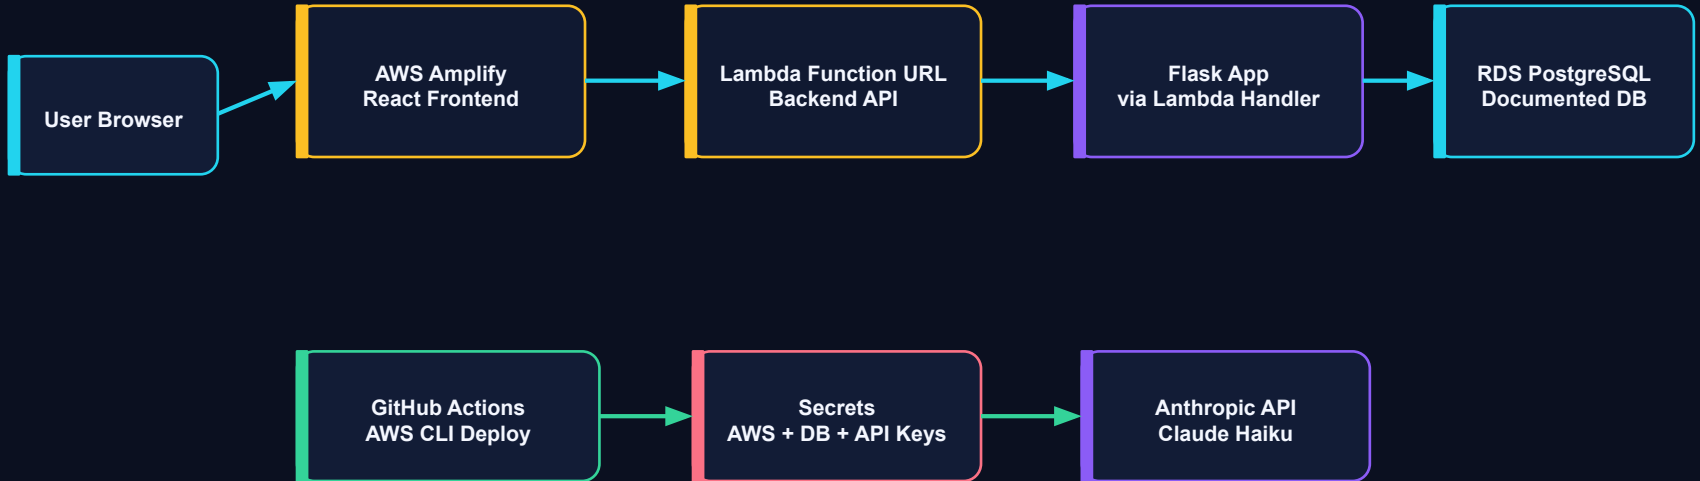 User Browser
AWS Amplify
React Frontend
Lambda Function URL
Backend API
Flask App
via Lambda Handler
RDS PostgreSQL
Documented DB
GitHub Actions
AWS CLI Deploy
Secrets
AWS + DB + API Keys
Anthropic API
Claude Haiku